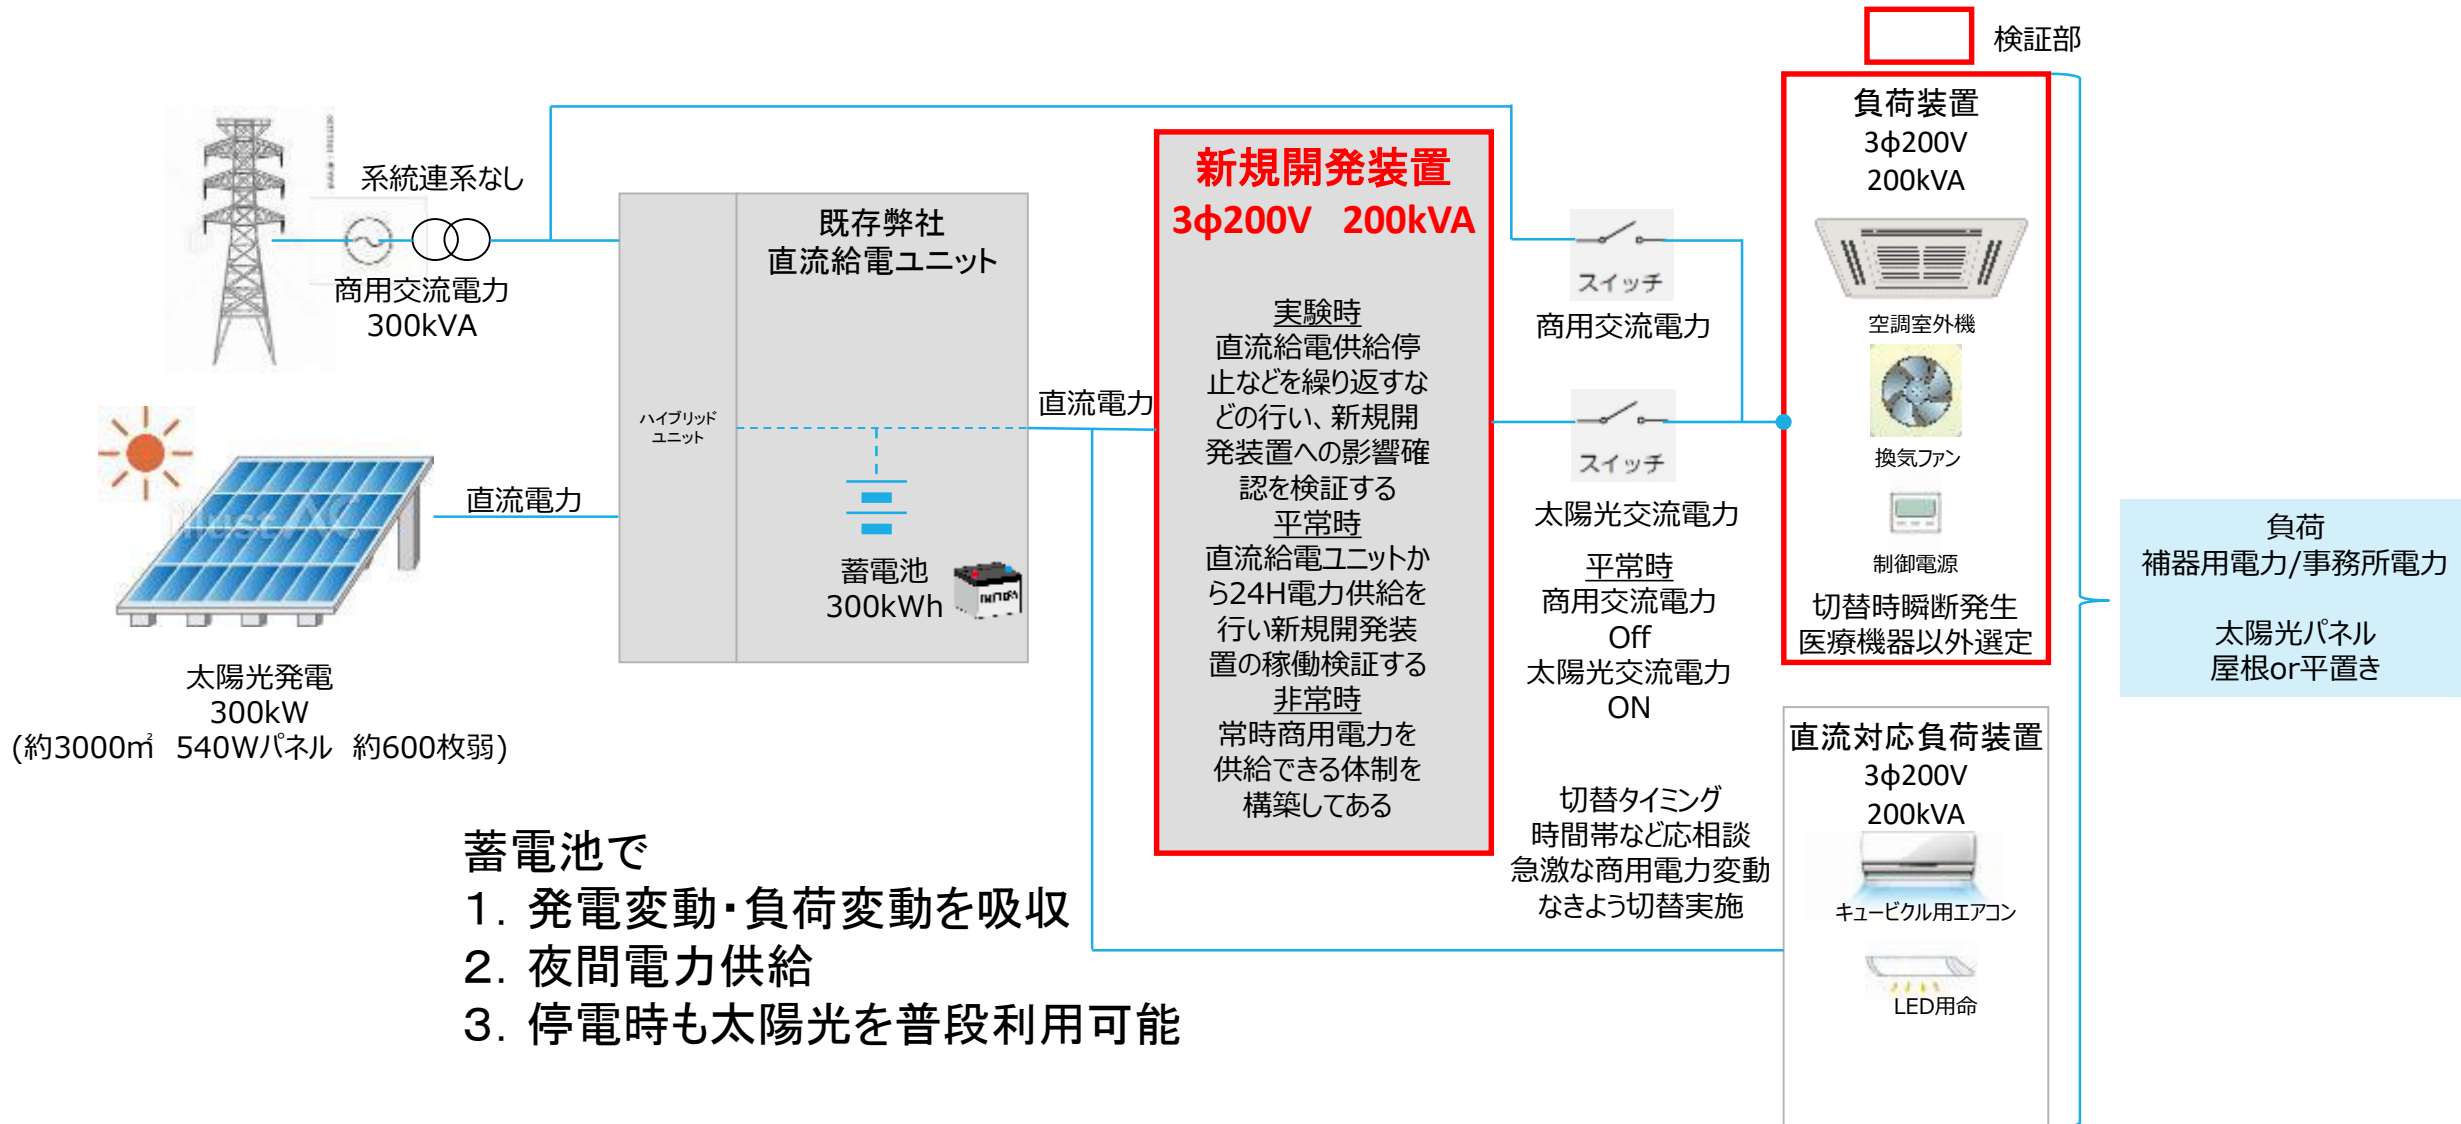 検証部
系統連系なし
商用交流電力
300kVA
直流電力
太陽光発電
300kW
(約3000㎡ 540Wパネル 約600枚弱)
ハイブリッド
ユニット
既存弊社
直流給電ユニット
蓄電池
300kWh
直流電力
新規開発装置
3φ200V 200kVA
実験時
直流給電供給停
止などを繰り返すな
どの行い、新規開
発装置への影響確
認を検証する
平常時
直流給電ユニットか
ら24H電力供給を
行い新規開発装
置の稼働検証する
非常時
常時商用電力を
供給できる体制を
構築してある
スイッチ
商用交流電力
スイッチ
太陽光交流電力
平常時
商用交流電力
Off
太陽光交流電力
ON
切替タイミング
時間帯など応相談
急激な商用電力変動
なきよう切替実施
負荷装置
3φ200V
200kVA
空調室外機
換気ファン
制御電源
切替時瞬断発生
医療機器以外選定
直流対応負荷装置
3φ200V
200kVA
キュービクル用エアコン
LED用命
負荷
補器用電力/事務所電力
太陽光パネル
屋根or平置き
蓄電池で
1. 発電変動・負荷変動を吸収
2. 夜間電力供給
3. 停電時も太陽光を普段利用可能